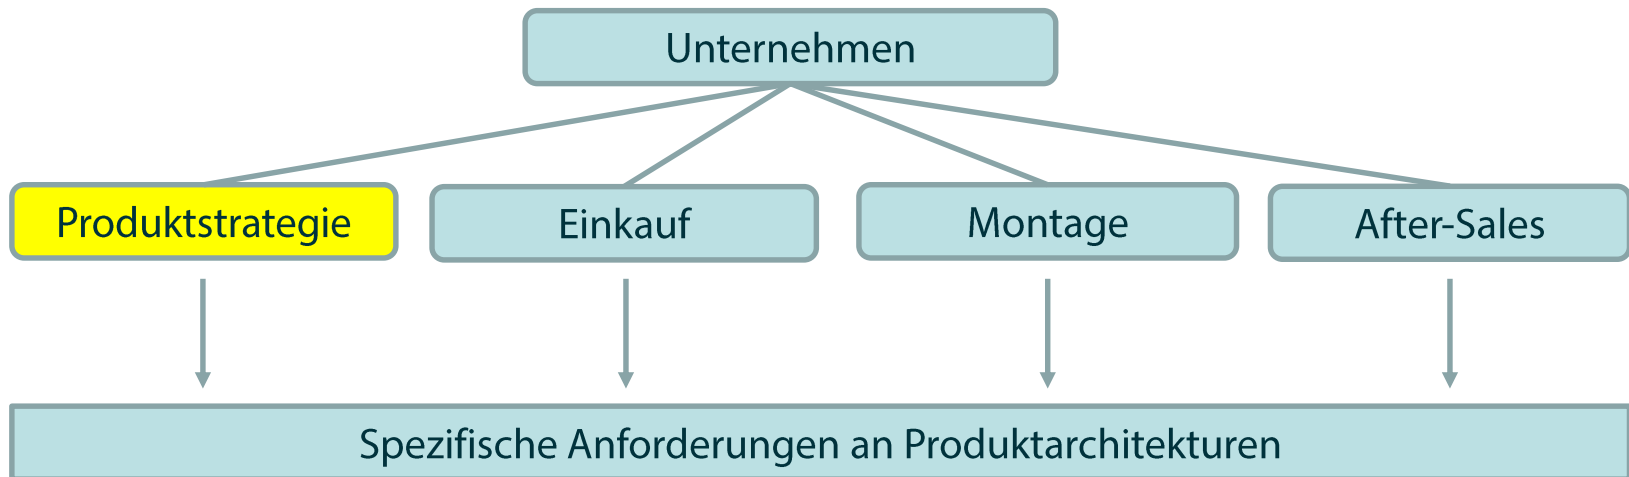 Unternehmen
Produktstrategie
Einkauf
Montage
After-Sales
Spezifische Anforderungen an Produktarchitekturen